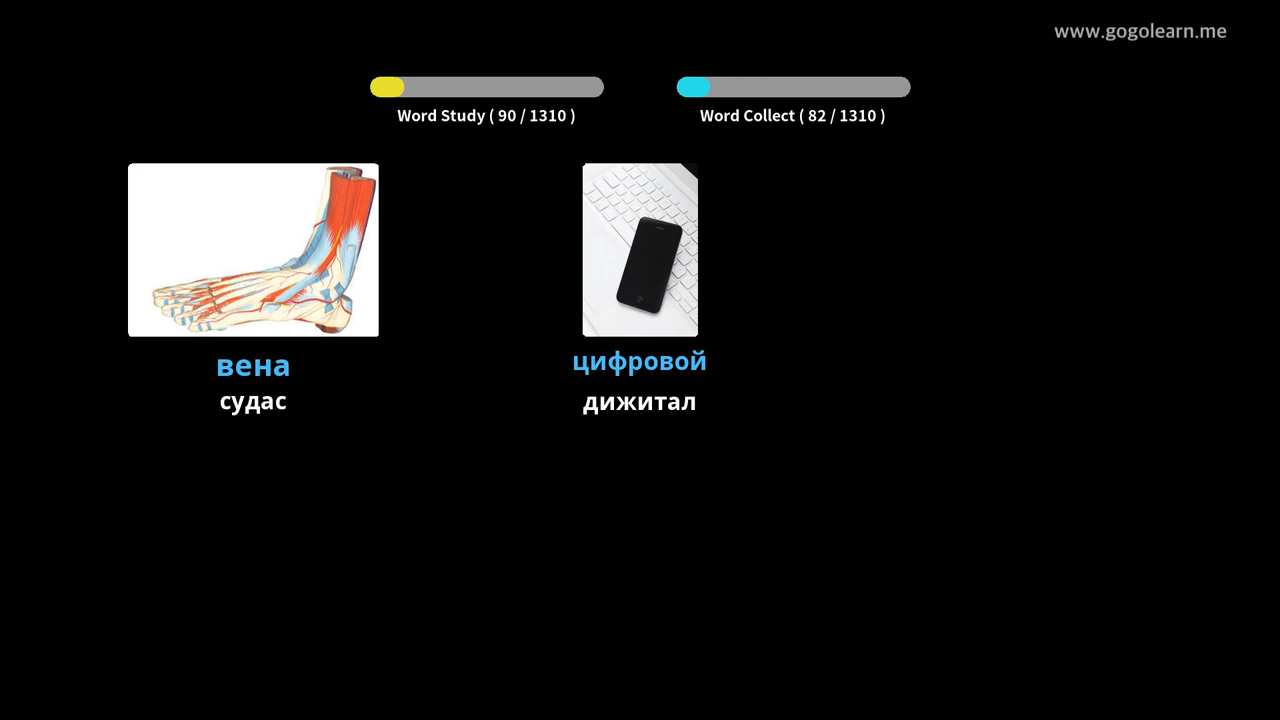 www.gogolearn.me
Word Study ( 90 / 1310 )
Word Collect ( 82 / 1310 )
вена
судас
цифровой
дижитал